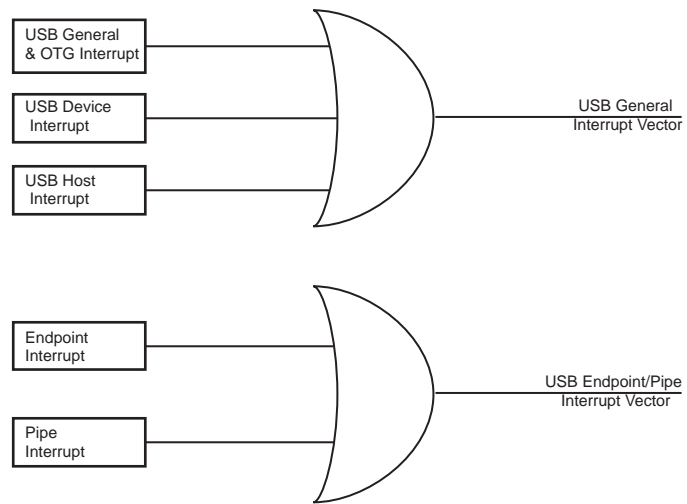 USB General
& OTG Interrupt
USB Device
Interrupt
USB Host
Interrupt
USB General
Interrupt Vector
Endpoint
Interrupt
Pipe
Interrupt
USB Endpoint/Pipe
Interrupt Vector